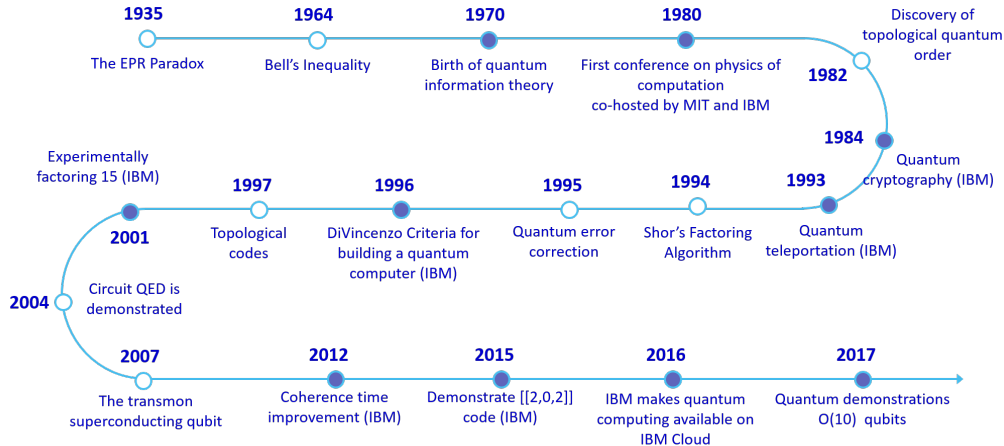 1935
The EPR Paradox
1964
Bell's Inequality
1970
Birth of quantum
information theory
1980
First conference on physics of
computation
co-hosted by MIT and IBM
Discovery of
topological quantum
order
1982
1984
Quantum
cryptography (IBM)
1993
Quantum
teleportation (IBM)
1994
Shor's Factoring
Algorithm
1995
Quantum error
correction
1996
DiVincenzo Criteria for
building a quantum
computer (IBM)
1997
Topological
codes
Experimentally
factoring 15 (IBM)
2001
2004
Circuit QED is
demonstrated
2007
The transmon
superconducting qubit
2012
Coherence time
improvement (IBM)
2015
Demonstrate [[2,0,2]]
code (IBM)
2016
IBM makes quantum
computing available on
IBM Cloud
2017
Quantum demonstrations
O(10) qubits